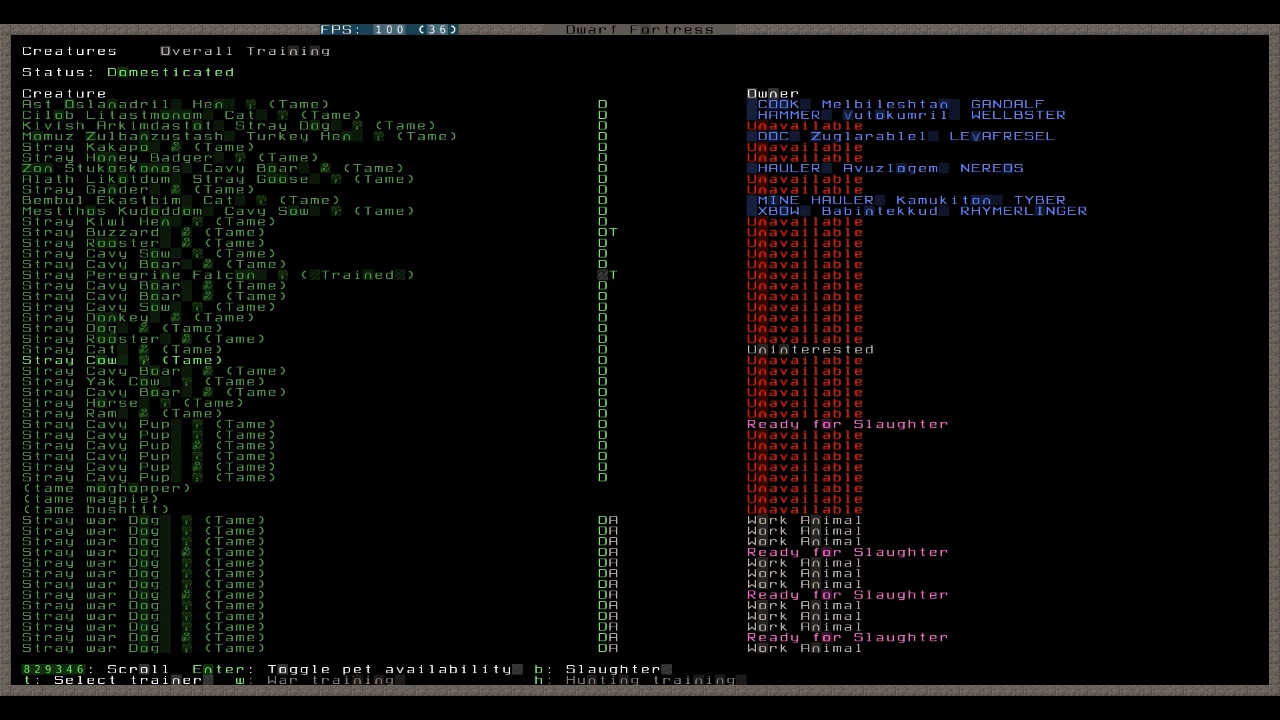 FPS: 100 (36) Dwarf Fortress
Creatures Overall Training
Status: Domesticated
Creature Owner
Ast Oslanadril Hen ♀ (Tame) D COOK Melbileshtan GANDALF
Cilob Litastmonom Cat ♀ (Tame) D HAMMER Vutokumril WELLBSTER
Kivish Arkimdastot Stray Dog ♀ (Tame) D Unavailable
Momuz Zulbanzustash Turkey Hen ♀ (Tame) D DOC Zuglarablel LEVAFRESEL
Stray Kakapo ♂ (Tame) D Unavailable
Stray Honey Badger ♀ (Tame) D Unavailable
Zon Stukoskonos Cavy Boar ♂ (Tame) D HAULER Avuzlogem NEREOS
Alath Likotdum Stray Goose ♀ (Tame) D Unavailable
Stray Gander ♂ (Tame) D Unavailable
Bembul Ekastbim Cat ♀ (Tame) D MINE HAULER Kamukiton TYBER
Mestthos Kudoddom Cavy Sow ♀ (Tame) D XBOW Babintekkud RHYMERLINGER
Stray Kiwi Hen ♀ (Tame) D Unavailable
Stray Buzzard ♂ (Tame) DT Unavailable
Stray Rooster ♂ (Tame) D Unavailable
Stray Cavy Sow ♀ (Tame) D Unavailable
Stray Cavy Boar ♂ (Tame) D Unavailable
Stray Peregrine Falcon ♀ (Trained) T Unavailable
Stray Cavy Boar ♂ (Tame) D Unavailable
Stray Cavy Boar ♂ (Tame) D Unavailable
Stray Cavy Sow ♀ (Tame) D Unavailable
Stray Donkey ♂ (Tame) D Unavailable
Stray Dog ♂ (Tame) D Unavailable
Stray Rooster ♂ (Tame) D Unavailable
Stray Cat ♂ (Tame) D Uninterested
Stray Cow ♀ (Tame) D Unavailable
Stray Cavy Boar ♂ (Tame) D Unavailable
Stray Yak Cow ♀ (Tame) D Unavailable
Stray Cavy Boar ♂ (Tame) D Unavailable
Stray Horse ♀ (Tame) D Unavailable
Stray Ram ♂ (Tame) D Unavailable
Stray Cavy Pup ♀ (Tame) D Ready for Slaughter
Stray Cavy Pup ♀ (Tame) D Unavailable
Stray Cavy Pup ♂ (Tame) D Unavailable
Stray Cavy Pup ♀ (Tame) D Unavailable
Stray Cavy Pup ♂ (Tame) D Unavailable
Stray Cavy Pup ♀ (Tame) D Unavailable
(tame moghopper) Unavailable
(tame magpie) Unavailable
(tame bushtit) Unavailable
Stray war Dog ♀ (Tame) DA Work Animal
Stray war Dog ♀ (Tame) DA Work Animal
Stray war Dog ♀ (Tame) DA Work Animal
Stray war Dog ♂ (Tame) DA Ready for Slaughter
Stray war Dog ♀ (Tame) DA Work Animal
Stray war Dog ♀ (Tame) DA Work Animal
Stray war Dog ♀ (Tame) DA Work Animal
Stray war Dog ♂ (Tame) DA Ready for Slaughter
Stray war Dog ♀ (Tame) DA Work Animal
Stray war Dog ♀ (Tame) DA Work Animal
Stray war Dog ♀ (Tame) DA Work Animal
Stray war Dog ♂ (Tame) DA Ready for Slaughter
Stray war Dog ♀ (Tame) DA Work Animal
829346: Scroll Enter: Toggle pet availability b: Slaughter
t: Select trainer w: War training h: Hunting training